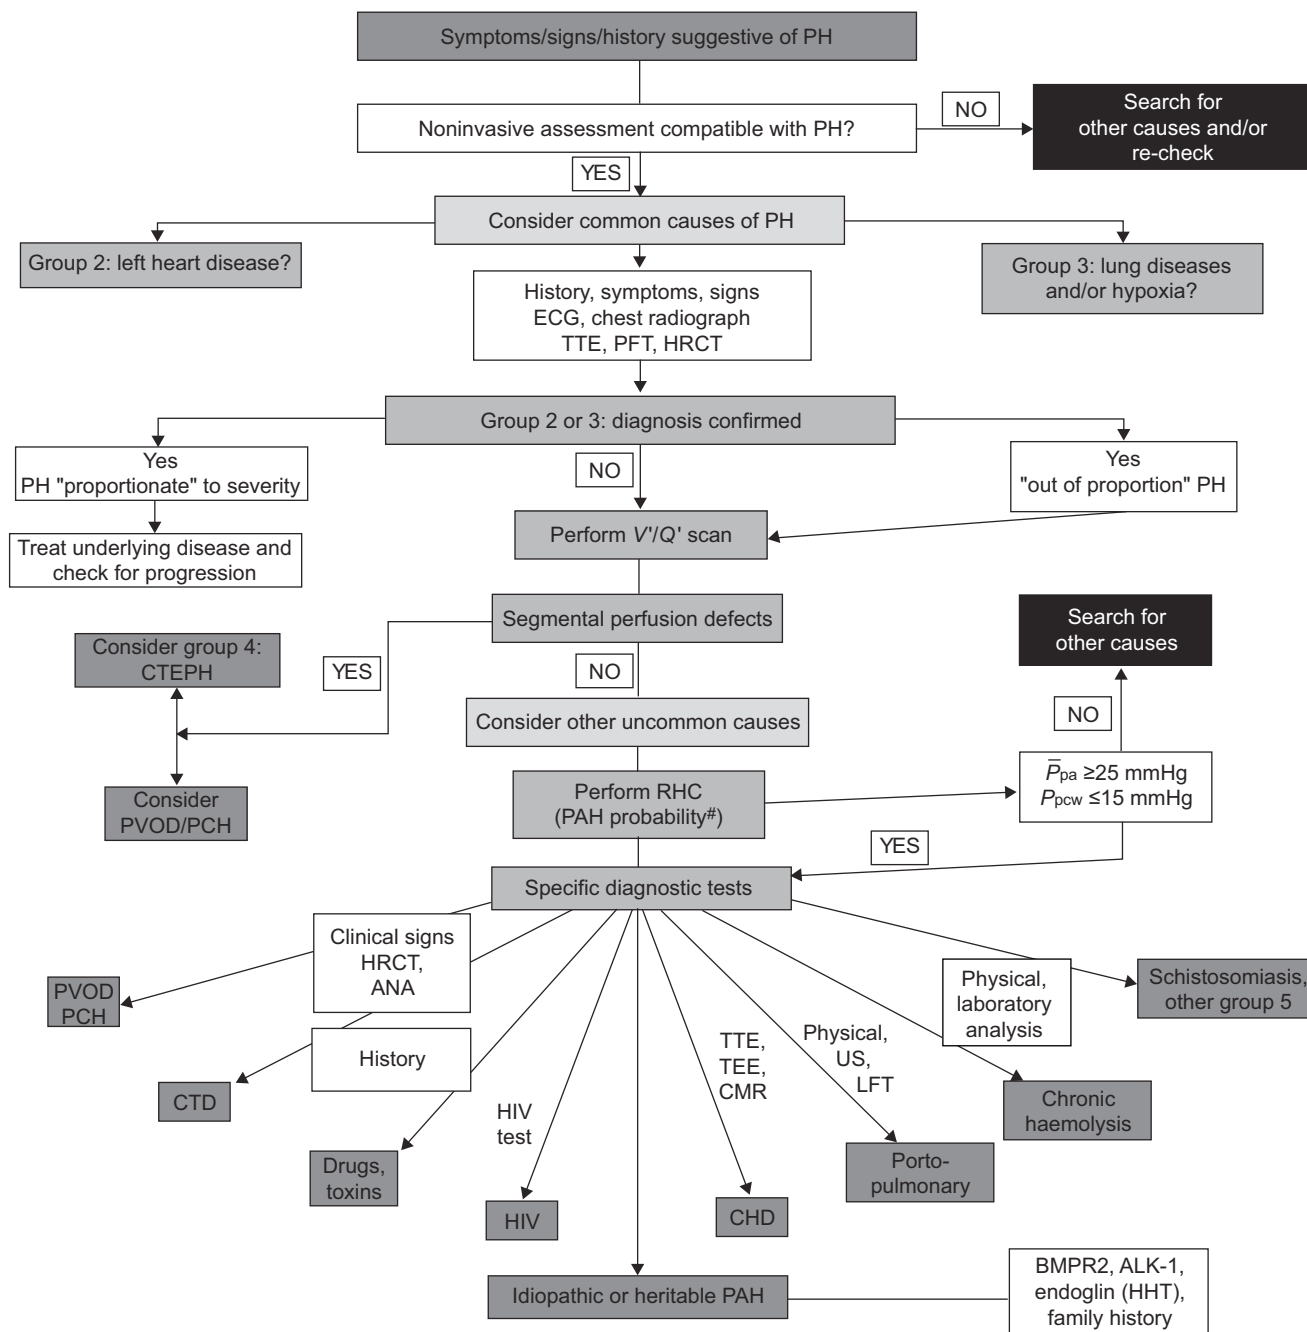 Symptoms/signs/history suggestive of PH
Noninvasive assessment compatible with PH?
NO
Search for
other causes and/or
re-check
YES
Consider common causes of PH
Group 2: left heart disease?
Group 3: lung diseases
and/or hypoxia?
History, symptoms, signs
ECG, chest radiograph
TTE, PFT, HRCT
Group 2 or 3: diagnosis confirmed
Yes
PH "proportionate" to severity
NO
Yes
"out of proportion" PH
Treat underlying disease and
check for progression
Perform V'/Q' scan
Segmental perfusion defects
Search for
other causes
Consider group 4:
CTEPH
YES
NO
NO
Consider other uncommon causes
Consider
PVOD/PCH
Perform RHC
(PAH probability#)
P̅pa ≥25 mmHg
Ppcw ≤15 mmHg
YES
Specific diagnostic tests
Clinical signs
HRCT,
ANA
PVOD
PCH
History
CTD
Drugs,
toxins
HIV
test
HIV
TTE,
TEE,
CMR
CHD
Physical,
US,
LFT
Porto-
pulmonary
Physical,
laboratory
analysis
Chronic
haemolysis
Schistosomiasis,
other group 5
Idiopathic or heritable PAH
BMPR2, ALK-1,
endoglin (HHT),
family history